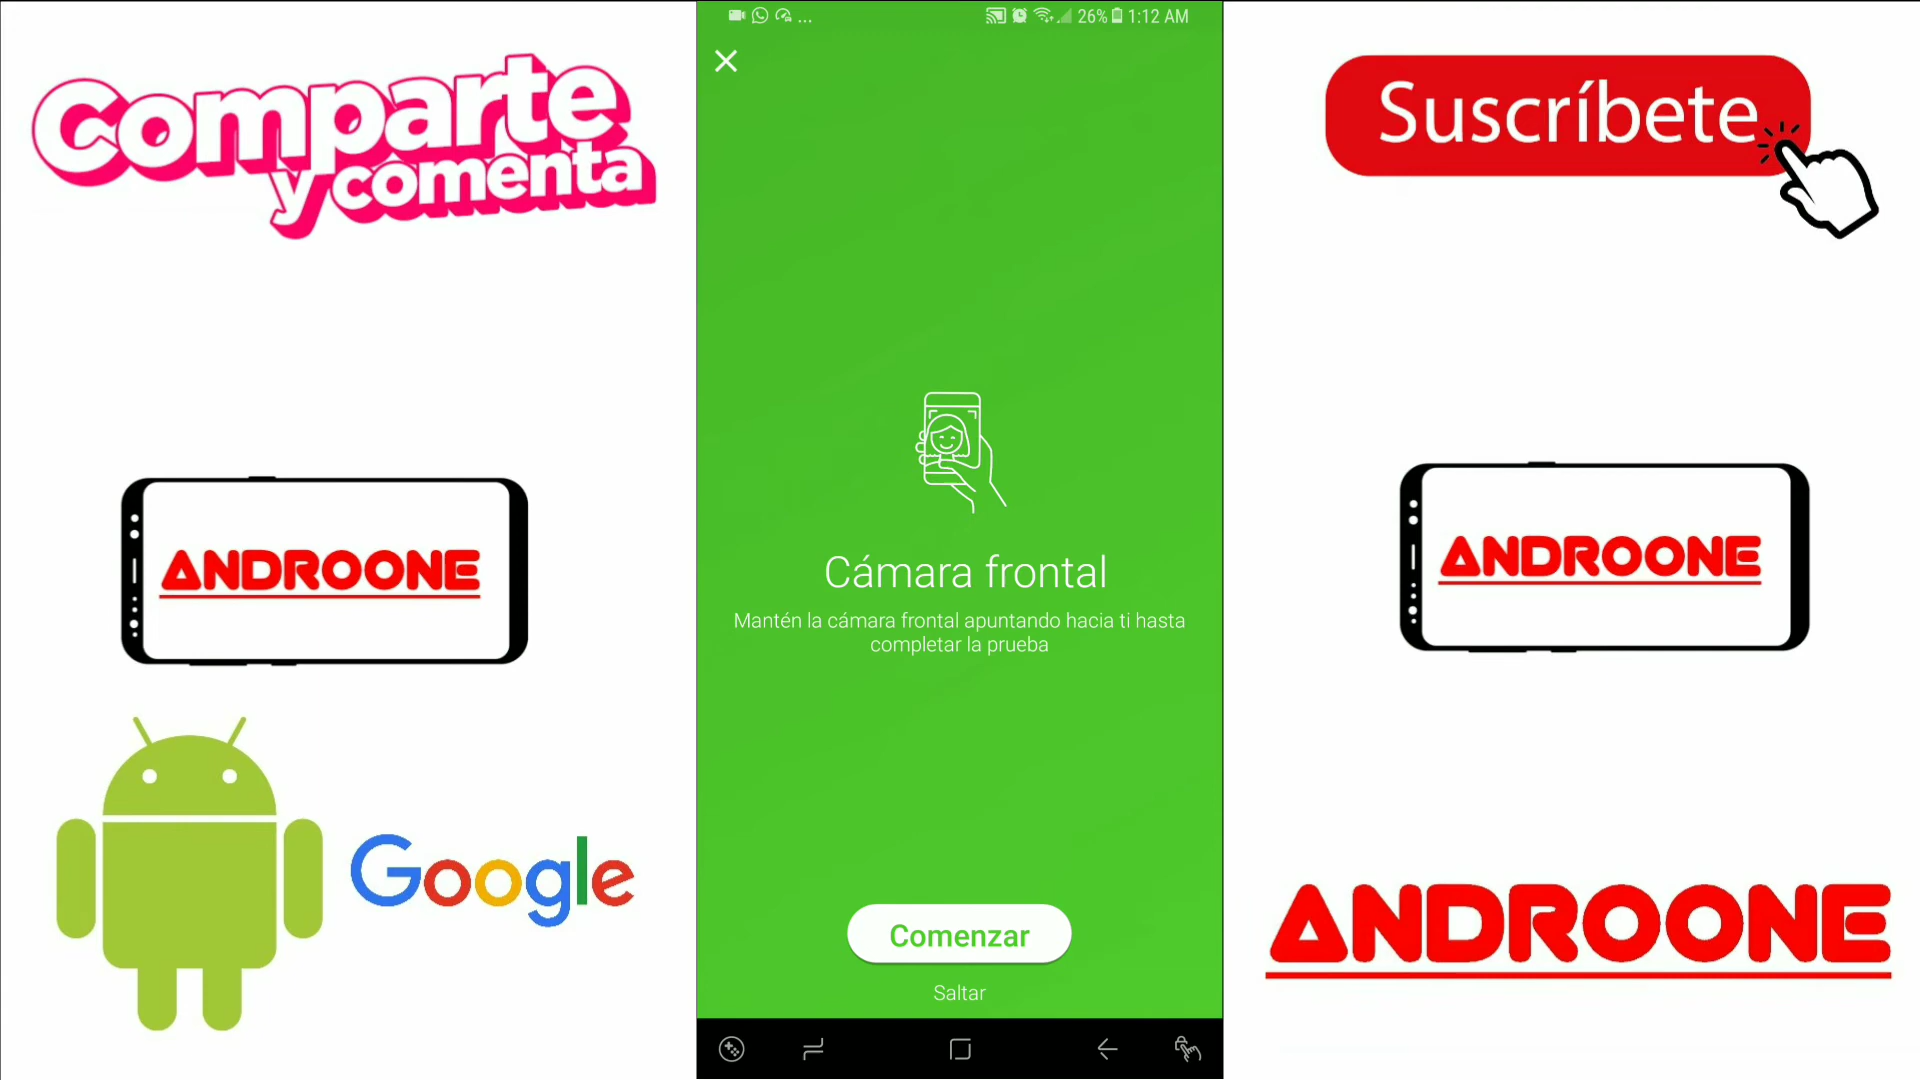 Comparte
y comenta
ANDROONE
Google
26% 1:12 AM
Cámara frontal
Mantén la cámara frontal apuntando hacia ti hasta
completar la prueba
Comenzar
Saltar
Suscríbete
ANDROONE
ANDROONE